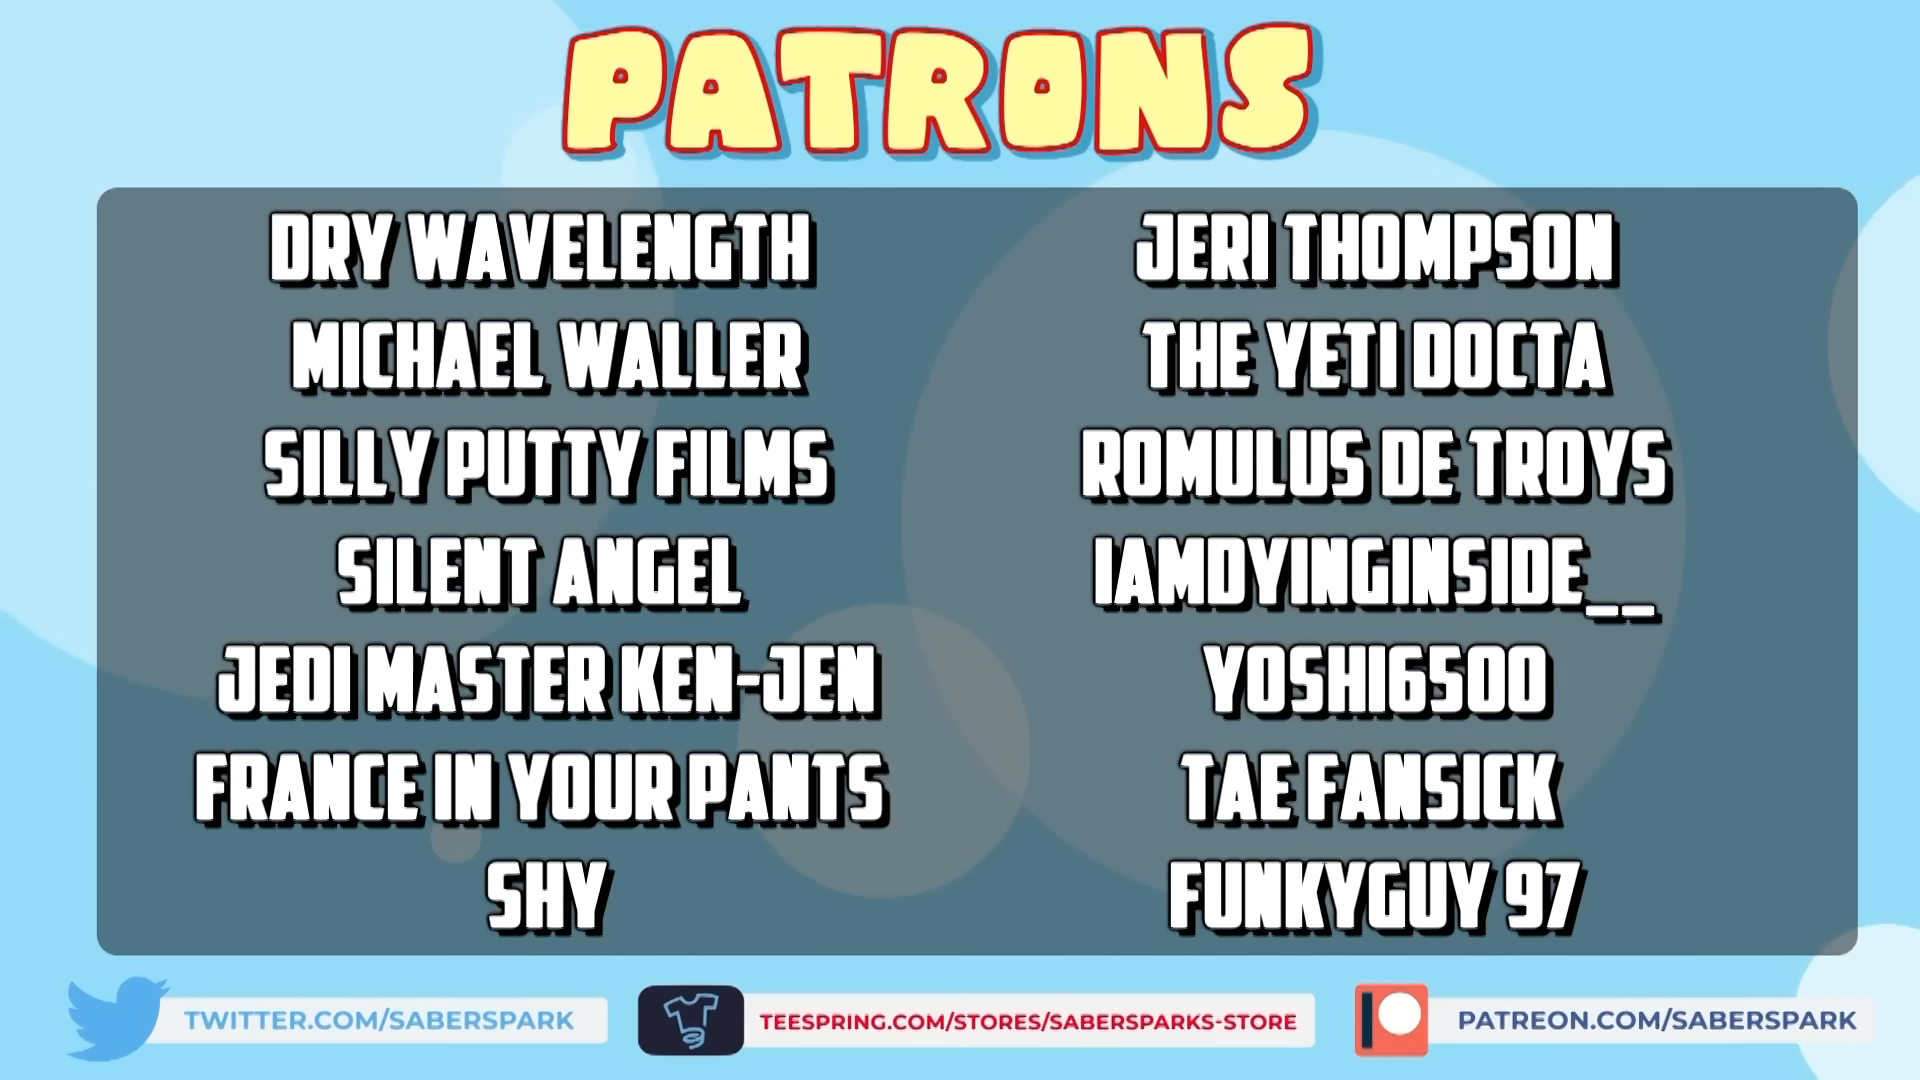 PATRONS
DRY WAVELENGTH
MICHAEL WALLER
SILLY PUTTY FILMS
SILENT ANGEL
JEDI MASTER KEN-JEN
FRANCE IN YOUR PANTS
SHY
JERI THOMPSON
THE YETI DOCTA
ROMULUS DE TROYS
IAMDYINGINSIDE__
YOSHI6500
TAE FANSICK
FUNKYGUY 97
TWITTER.COM/SABERSPARK
TEESPRING.COM/STORES/SABERSPARKS-STORE
PATREON.COM/SABERSPARK